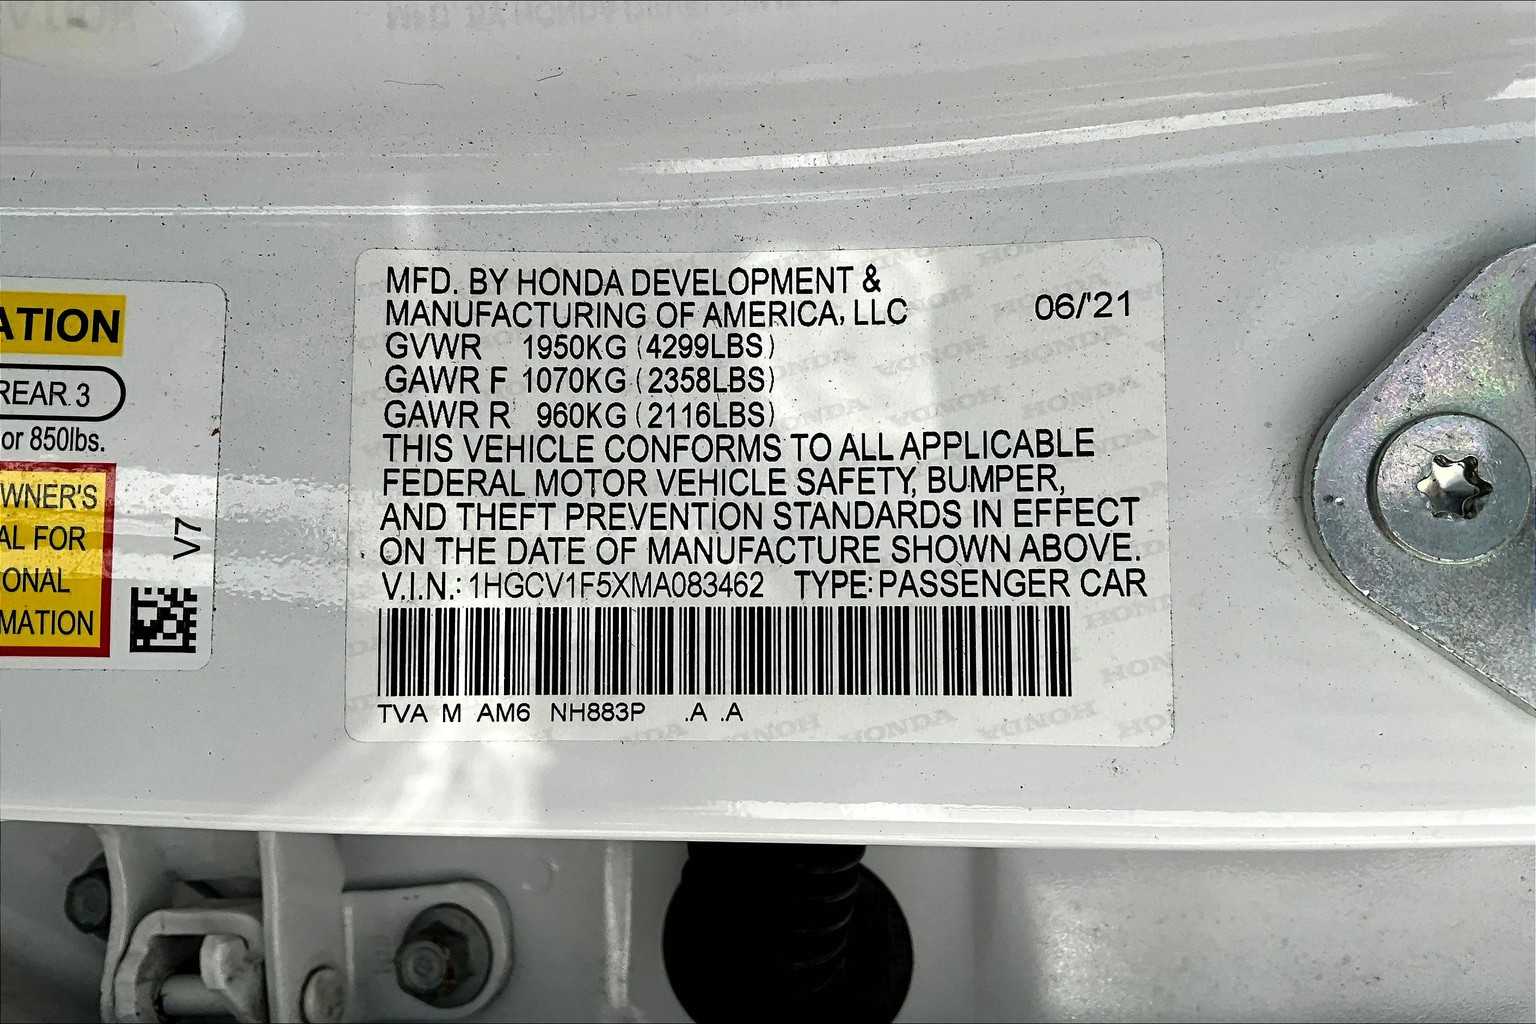 ATION
REAR 3
or 850lbs.
WNER'S
AL FOR
ONAL
MATION
V7
MFD. BY HONDA DEVELOPMENT &
MANUFACTURING OF AMERICA, LLC
06/'21
GVWR 1950KG (4299LBS)
GAWR F 1070KG (2358LBS)
GAWR R 960KG (2116LBS)
THIS VEHICLE CONFORMS TO ALL APPLICABLE
FEDERAL MOTOR VEHICLE SAFETY, BUMPER,
AND THEFT PREVENTION STANDARDS IN EFFECT
ON THE DATE OF MANUFACTURE SHOWN ABOVE.
V.I.N.: 1HGCV1F5XMA083462 TYPE: PASSENGER CAR
TVA M AM6 NH883P .A .A